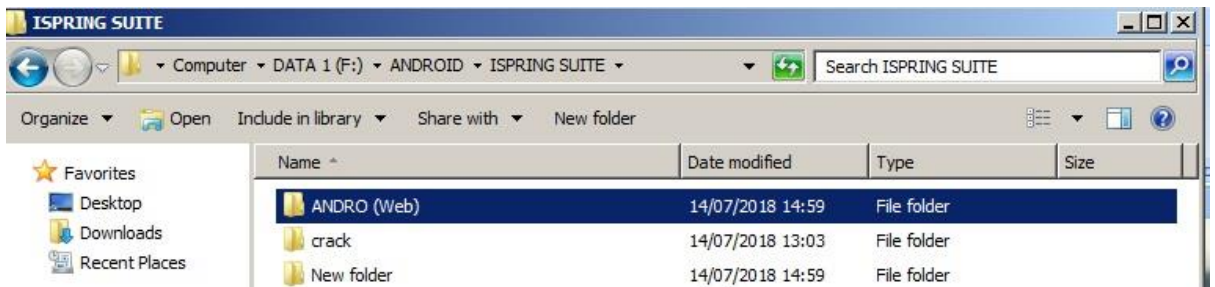 ISPRING SUITE
Computer DATA 1 (F:) ANDROID ISPRING SUITE Search ISPRING SUITE
Organize Open Include in library Share with New folder
Favorites
Desktop
Downloads
Recent Places
Name Date modified Type Size
ANDRO (Web) 14/07/2018 14:59 File folder
crack 14/07/2018 13:03 File folder
New folder 14/07/2018 14:59 File folder